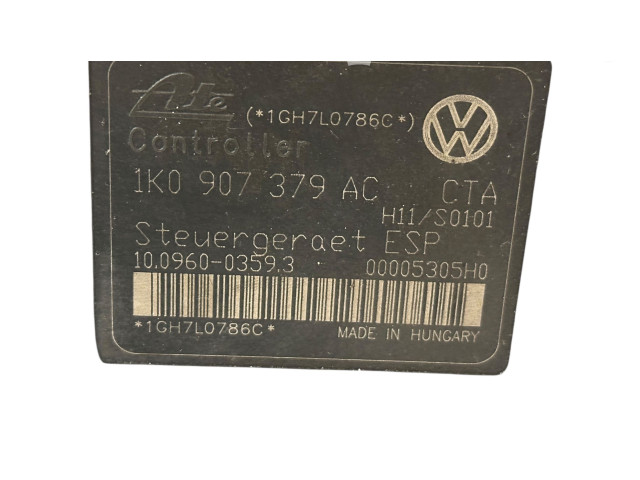 Ate (*1GH7L0786C*)
Controller
1K0 907 379 AC CTA
H11/S0101
Steuergeraet ESP
10.0960-0359.3 00005305H0
*1GH7L0786C* MADE IN HUNGARY